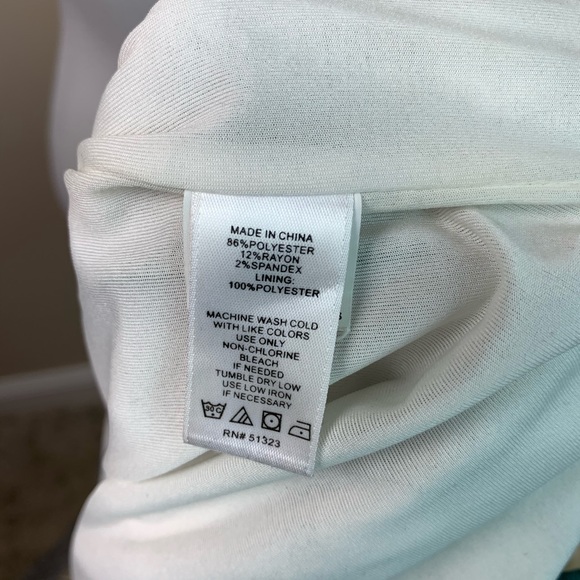 MADE IN CHINA
86%POLYESTER
12%RAYON
2%SPANDEX
LINING:
100%POLYESTER
MACHINE WASH COLD
WITH LIKE COLORS
USE ONLY
NON-CHLORINE
BLEACH
IF NEEDED
TUMBLE DRY LOW
USE LOW IRON
IF NECESSARY
30C
RN# 51323